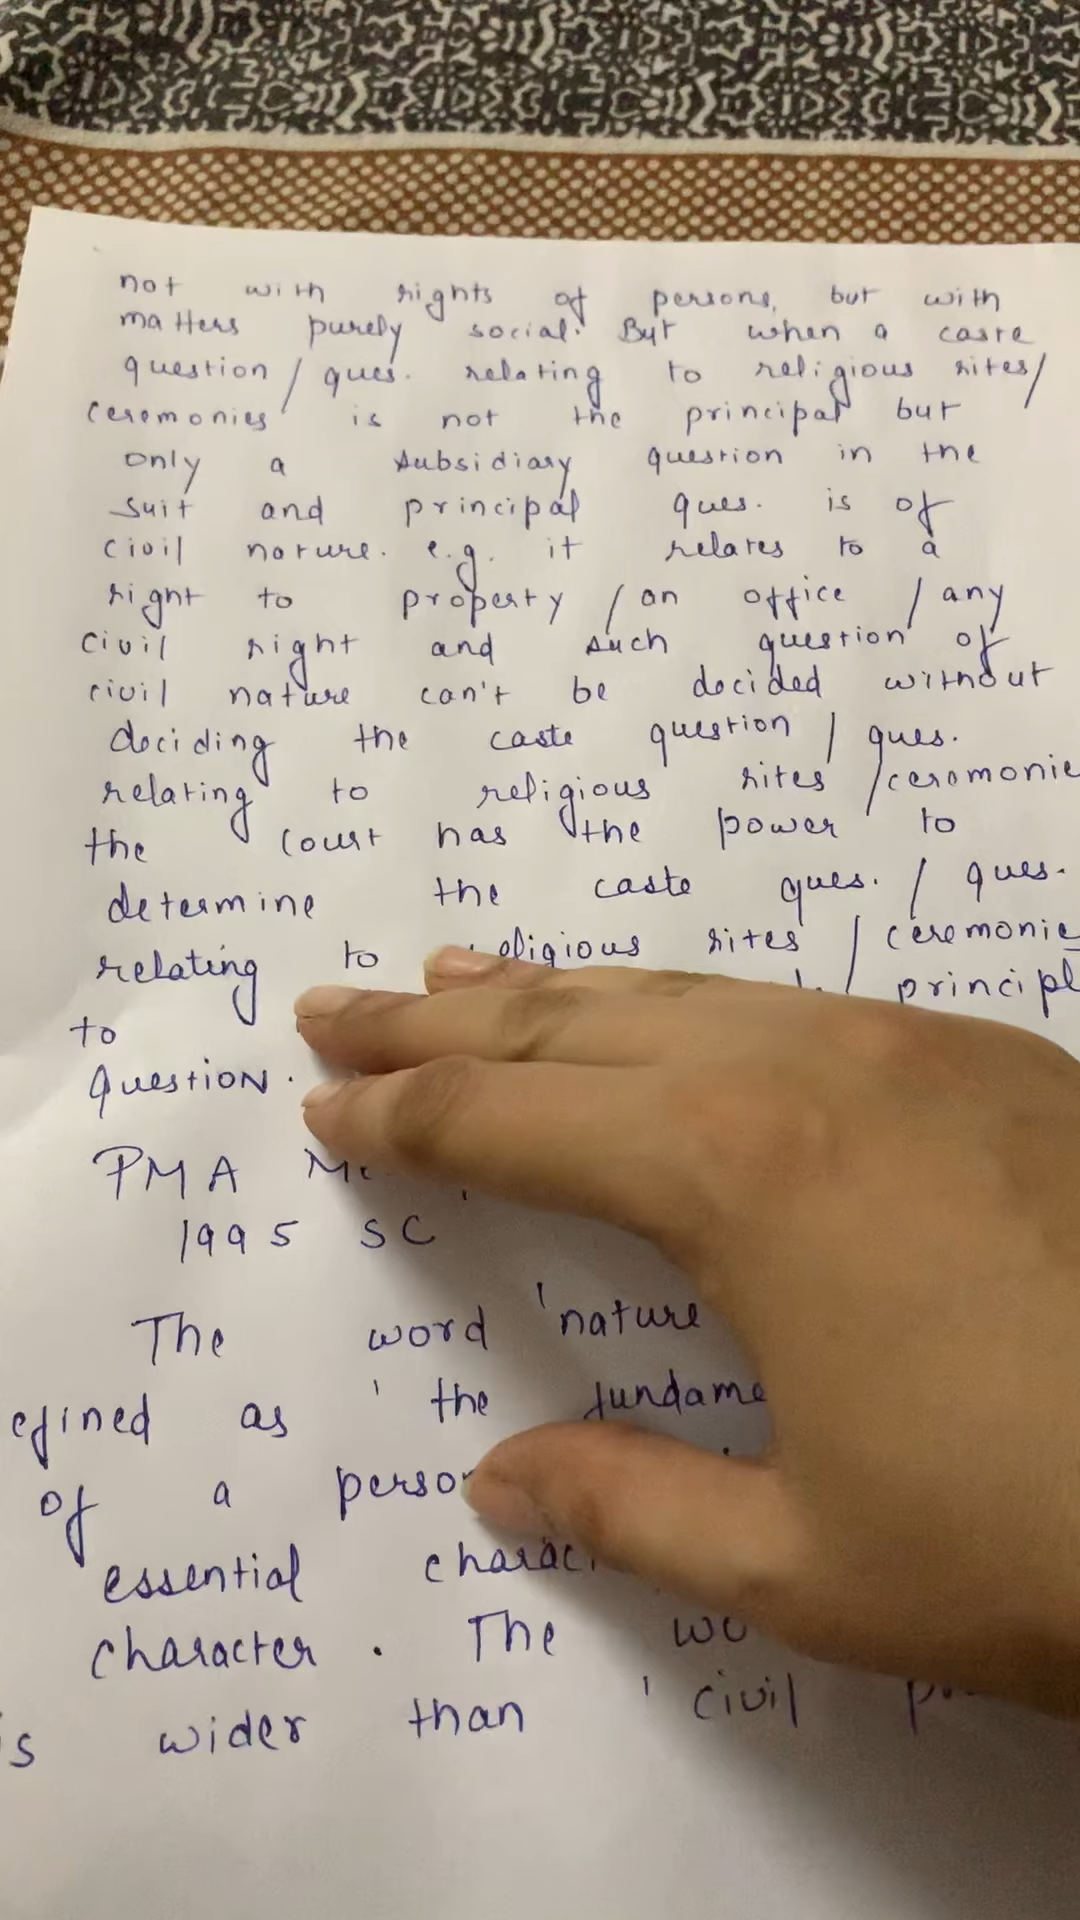 not with rights of persons, but with
matters purely social. But when a caste
question / ques. relating to religious rites/
ceremonies is not the principal but
only a subsidiary question in the
suit and principal ques. is of
civil nature. e.g. it relates to a
right to property / an office / any
civil right and such question of
civil nature can't be decided without
deciding the caste question / ques.
relating to religious rites / ceremonie
the court has the power to
determine the caste ques. / ques.
relating to religious rites / ceremonie
to principl
question.
PMA
1995 SC
The word 'nature
efined as 'the fundame
of a person
essential charac
character. The wo
is wider than 'civil